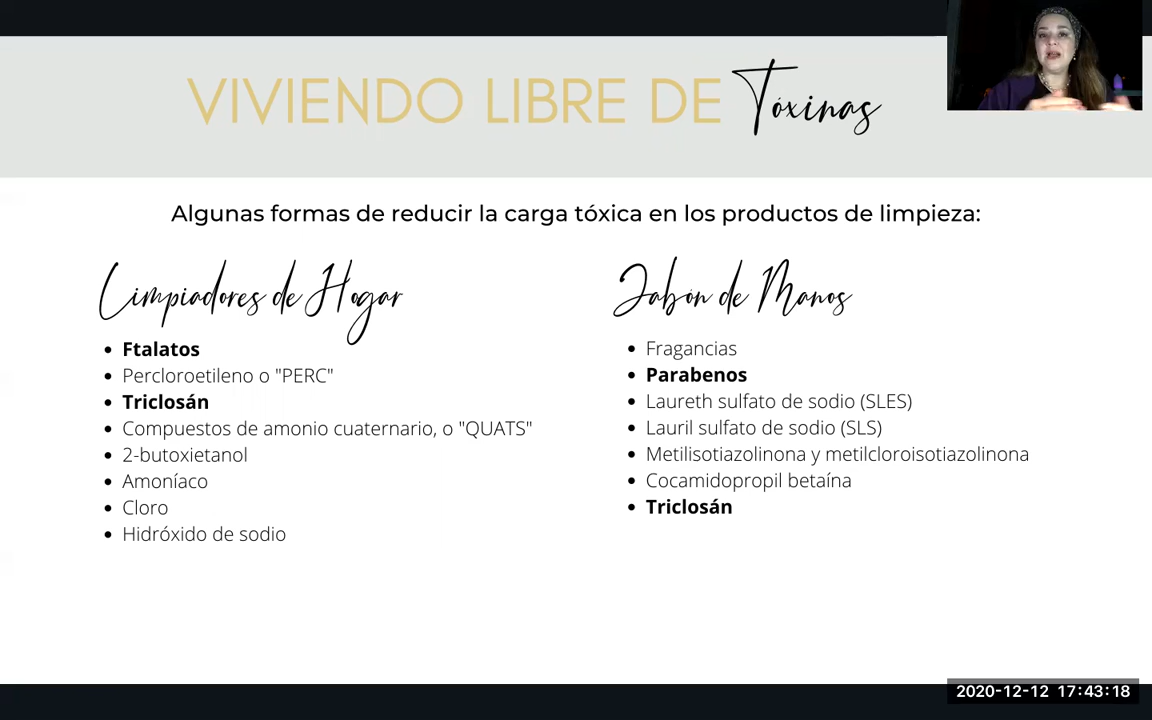 VIVIENDO LIBRE DE Tóxinas
Algunas formas de reducir la carga tóxica en los productos de limpieza:
Limpiadores de Hogar
• Ftalatos
• Percloroetileno o "PERC"
• Triclosán
• Compuestos de amonio cuaternario, o "QUATS"
• 2-butoxietanol
• Amoníaco
• Cloro
• Hidróxido de sodio
Jabón de Manos
• Fragancias
• Parabenos
• Laureth sulfato de sodio (SLES)
• Lauril sulfato de sodio (SLS)
• Metilisotiazolinona y metilcloroisotiazolinona
• Cocamidopropil betaína
• Triclosán
2020-12-12 17:43:18